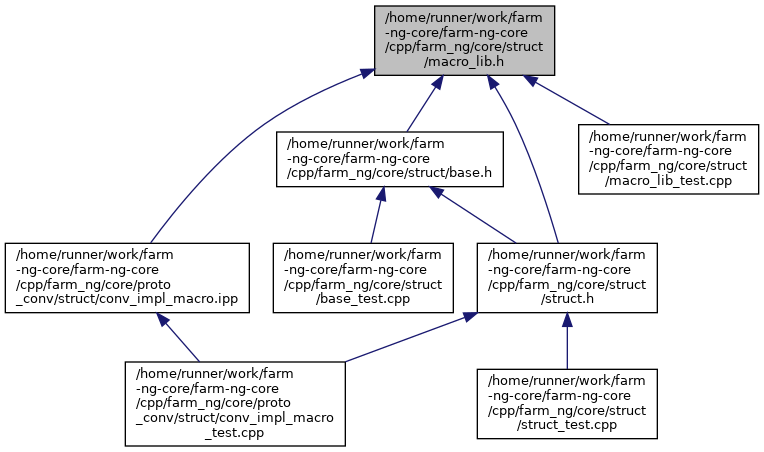 /home/runner/work/farm
-ng-core/farm-ng-core
/cpp/farm_ng/core/struct
/macro_lib.h
/home/runner/work/farm
-ng-core/farm-ng-core
/cpp/farm_ng/core/struct/base.h
/home/runner/work/farm
-ng-core/farm-ng-core
/cpp/farm_ng/core/struct
/macro_lib_test.cpp
/home/runner/work/farm
-ng-core/farm-ng-core
/cpp/farm_ng/core/proto
_conv/struct/conv_impl_macro.ipp
/home/runner/work/farm
-ng-core/farm-ng-core
/cpp/farm_ng/core/struct
/base_test.cpp
/home/runner/work/farm
-ng-core/farm-ng-core
/cpp/farm_ng/core/struct
/struct.h
/home/runner/work/farm
-ng-core/farm-ng-core
/cpp/farm_ng/core/proto
_conv/struct/conv_impl_macro
_test.cpp
/home/runner/work/farm
-ng-core/farm-ng-core
/cpp/farm_ng/core/struct
/struct_test.cpp